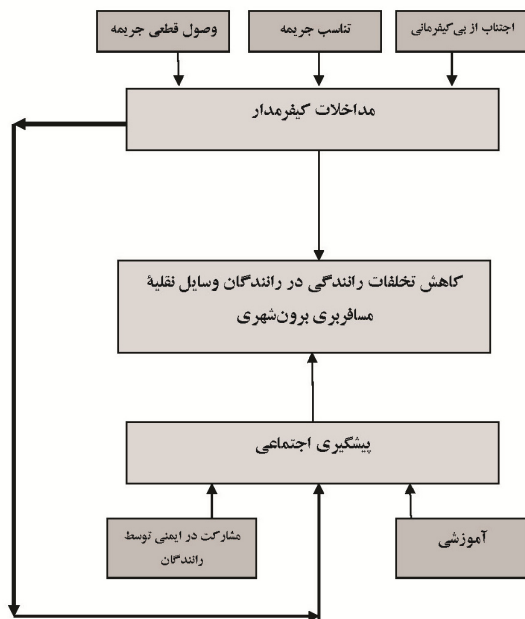 اجتناب از بی‌کیفرمانی
تناسب جریمه
وصول قطعی جریمه
مداخلات کیفرمدار
کاهش تخلفات رانندگی در رانندگان وسایل نقلیهٔ
مسافربری برون‌شهری
پیشگیری اجتماعی
آموزشی
مشارکت در ایمنی توسط
رانندگان